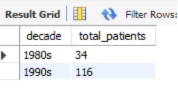 Result Grid Filter Rows:
decade total_patients
1980s 34
1990s 116